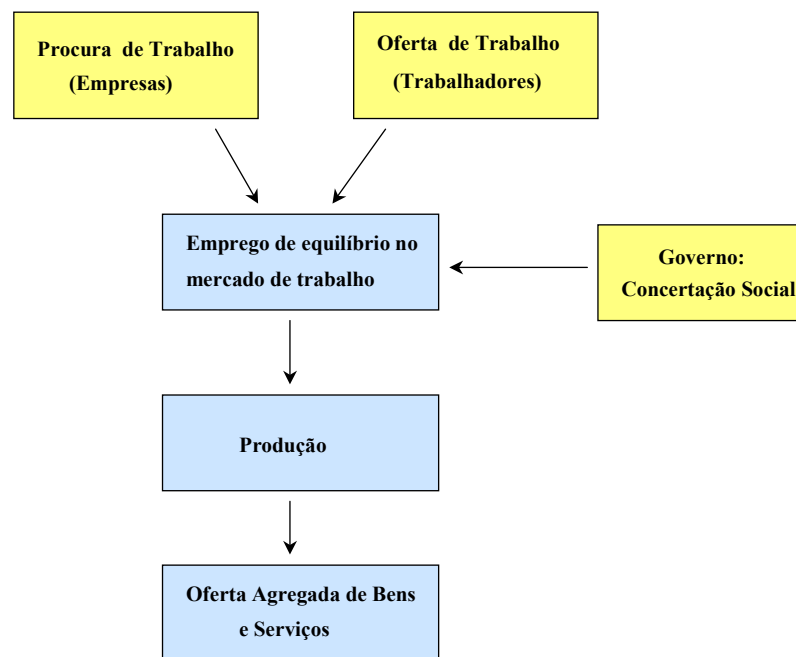 Procura de Trabalho
(Empresas)
Oferta de Trabalho
(Trabalhadores)
Emprego de equilíbrio no
mercado de trabalho
Governo:
Concertação Social
Produção
Oferta Agregada de Bens
e Serviços